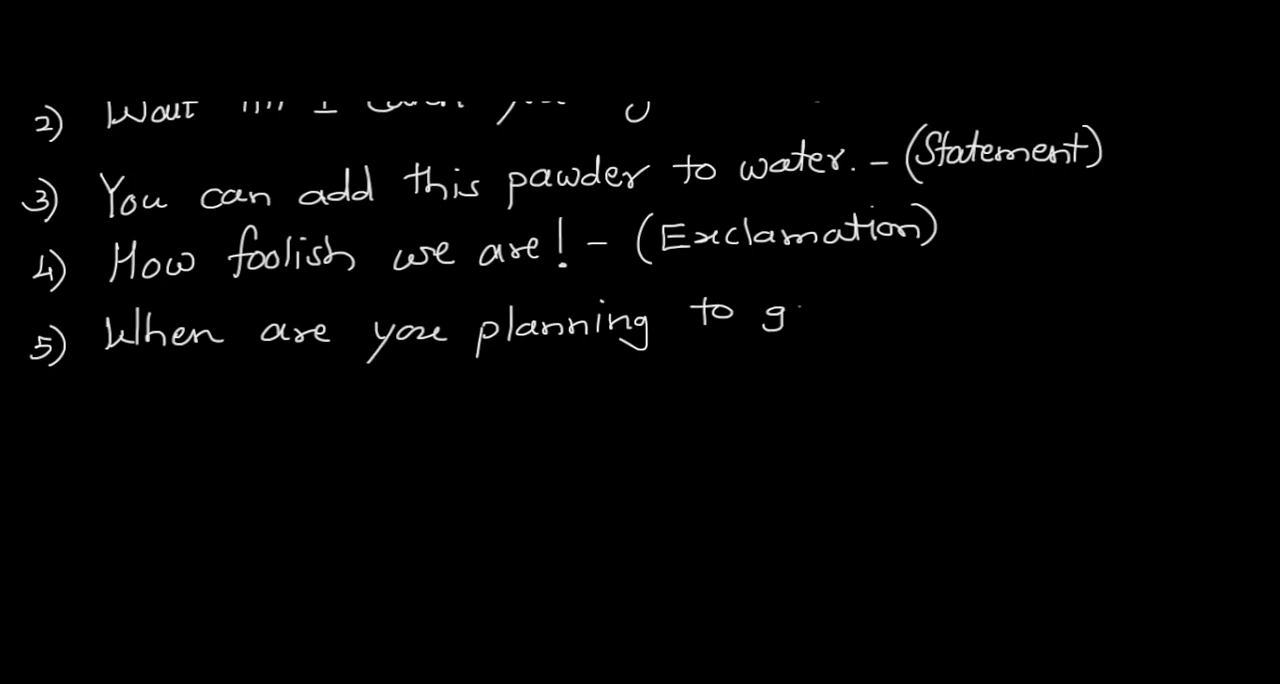 2) Wait till I
3) You can add this pawder to water. - (Statement)
4) How foolish we are! - (Exclamation)
5) When are you planning to g